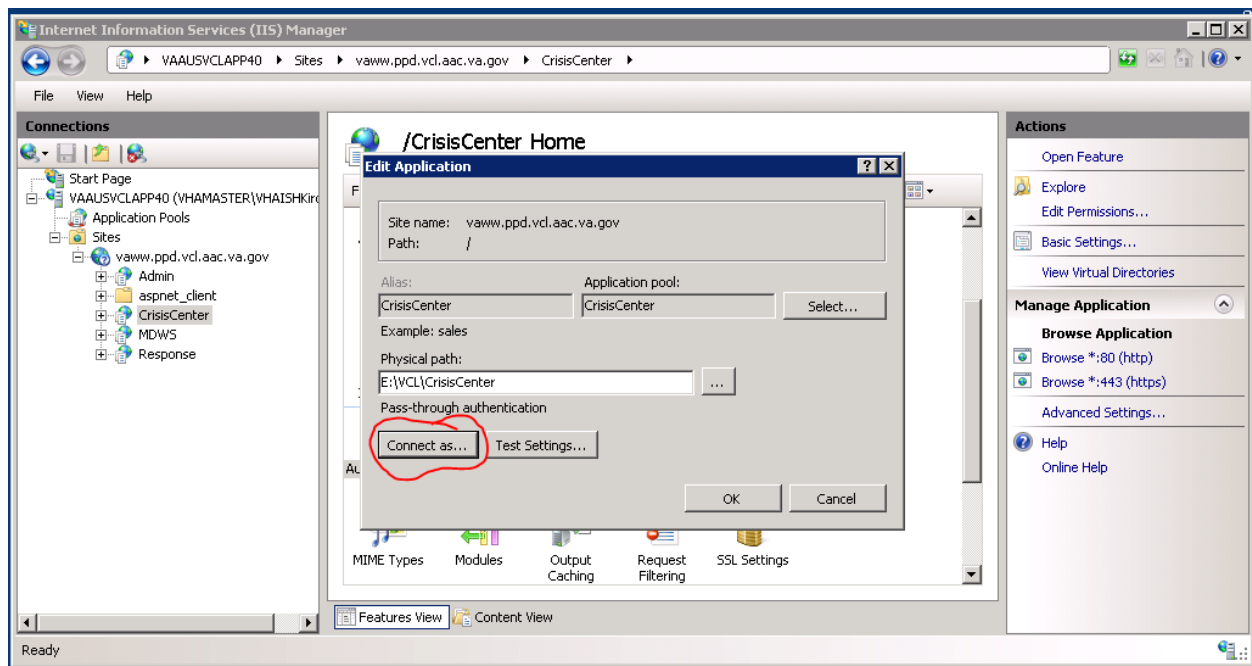 Internet Information Services (IIS) Manager
VAAUSVCLAPP40 Sites vaww.ppd.vcl.aac.va.gov CrisisCenter
File View Help
Connections
Start Page
VAAUSVCLAPP40 (VHAMASTER\VHAISHKir
Application Pools
Sites
vaww.ppd.vcl.aac.va.gov
Admin
aspnet_client
CrisisCenter
MDWS
Response
/CrisisCenter Home
Edit Application
Site name: vaww.ppd.vcl.aac.va.gov
Path: /
Alias: Application pool:
CrisisCenter CrisisCenter Select...
Example: sales
Physical path:
E:\VCL\CrisisCenter ...
Pass-through authentication
Connect as... Test Settings...
OK Cancel
MIME Types Modules Output Caching Request Filtering SSL Settings
Features View Content View
Actions
Open Feature
Explore
Edit Permissions...
Basic Settings...
View Virtual Directories
Manage Application
Browse Application
Browse *:80 (http)
Browse *:443 (https)
Advanced Settings...
Help
Online Help
Ready